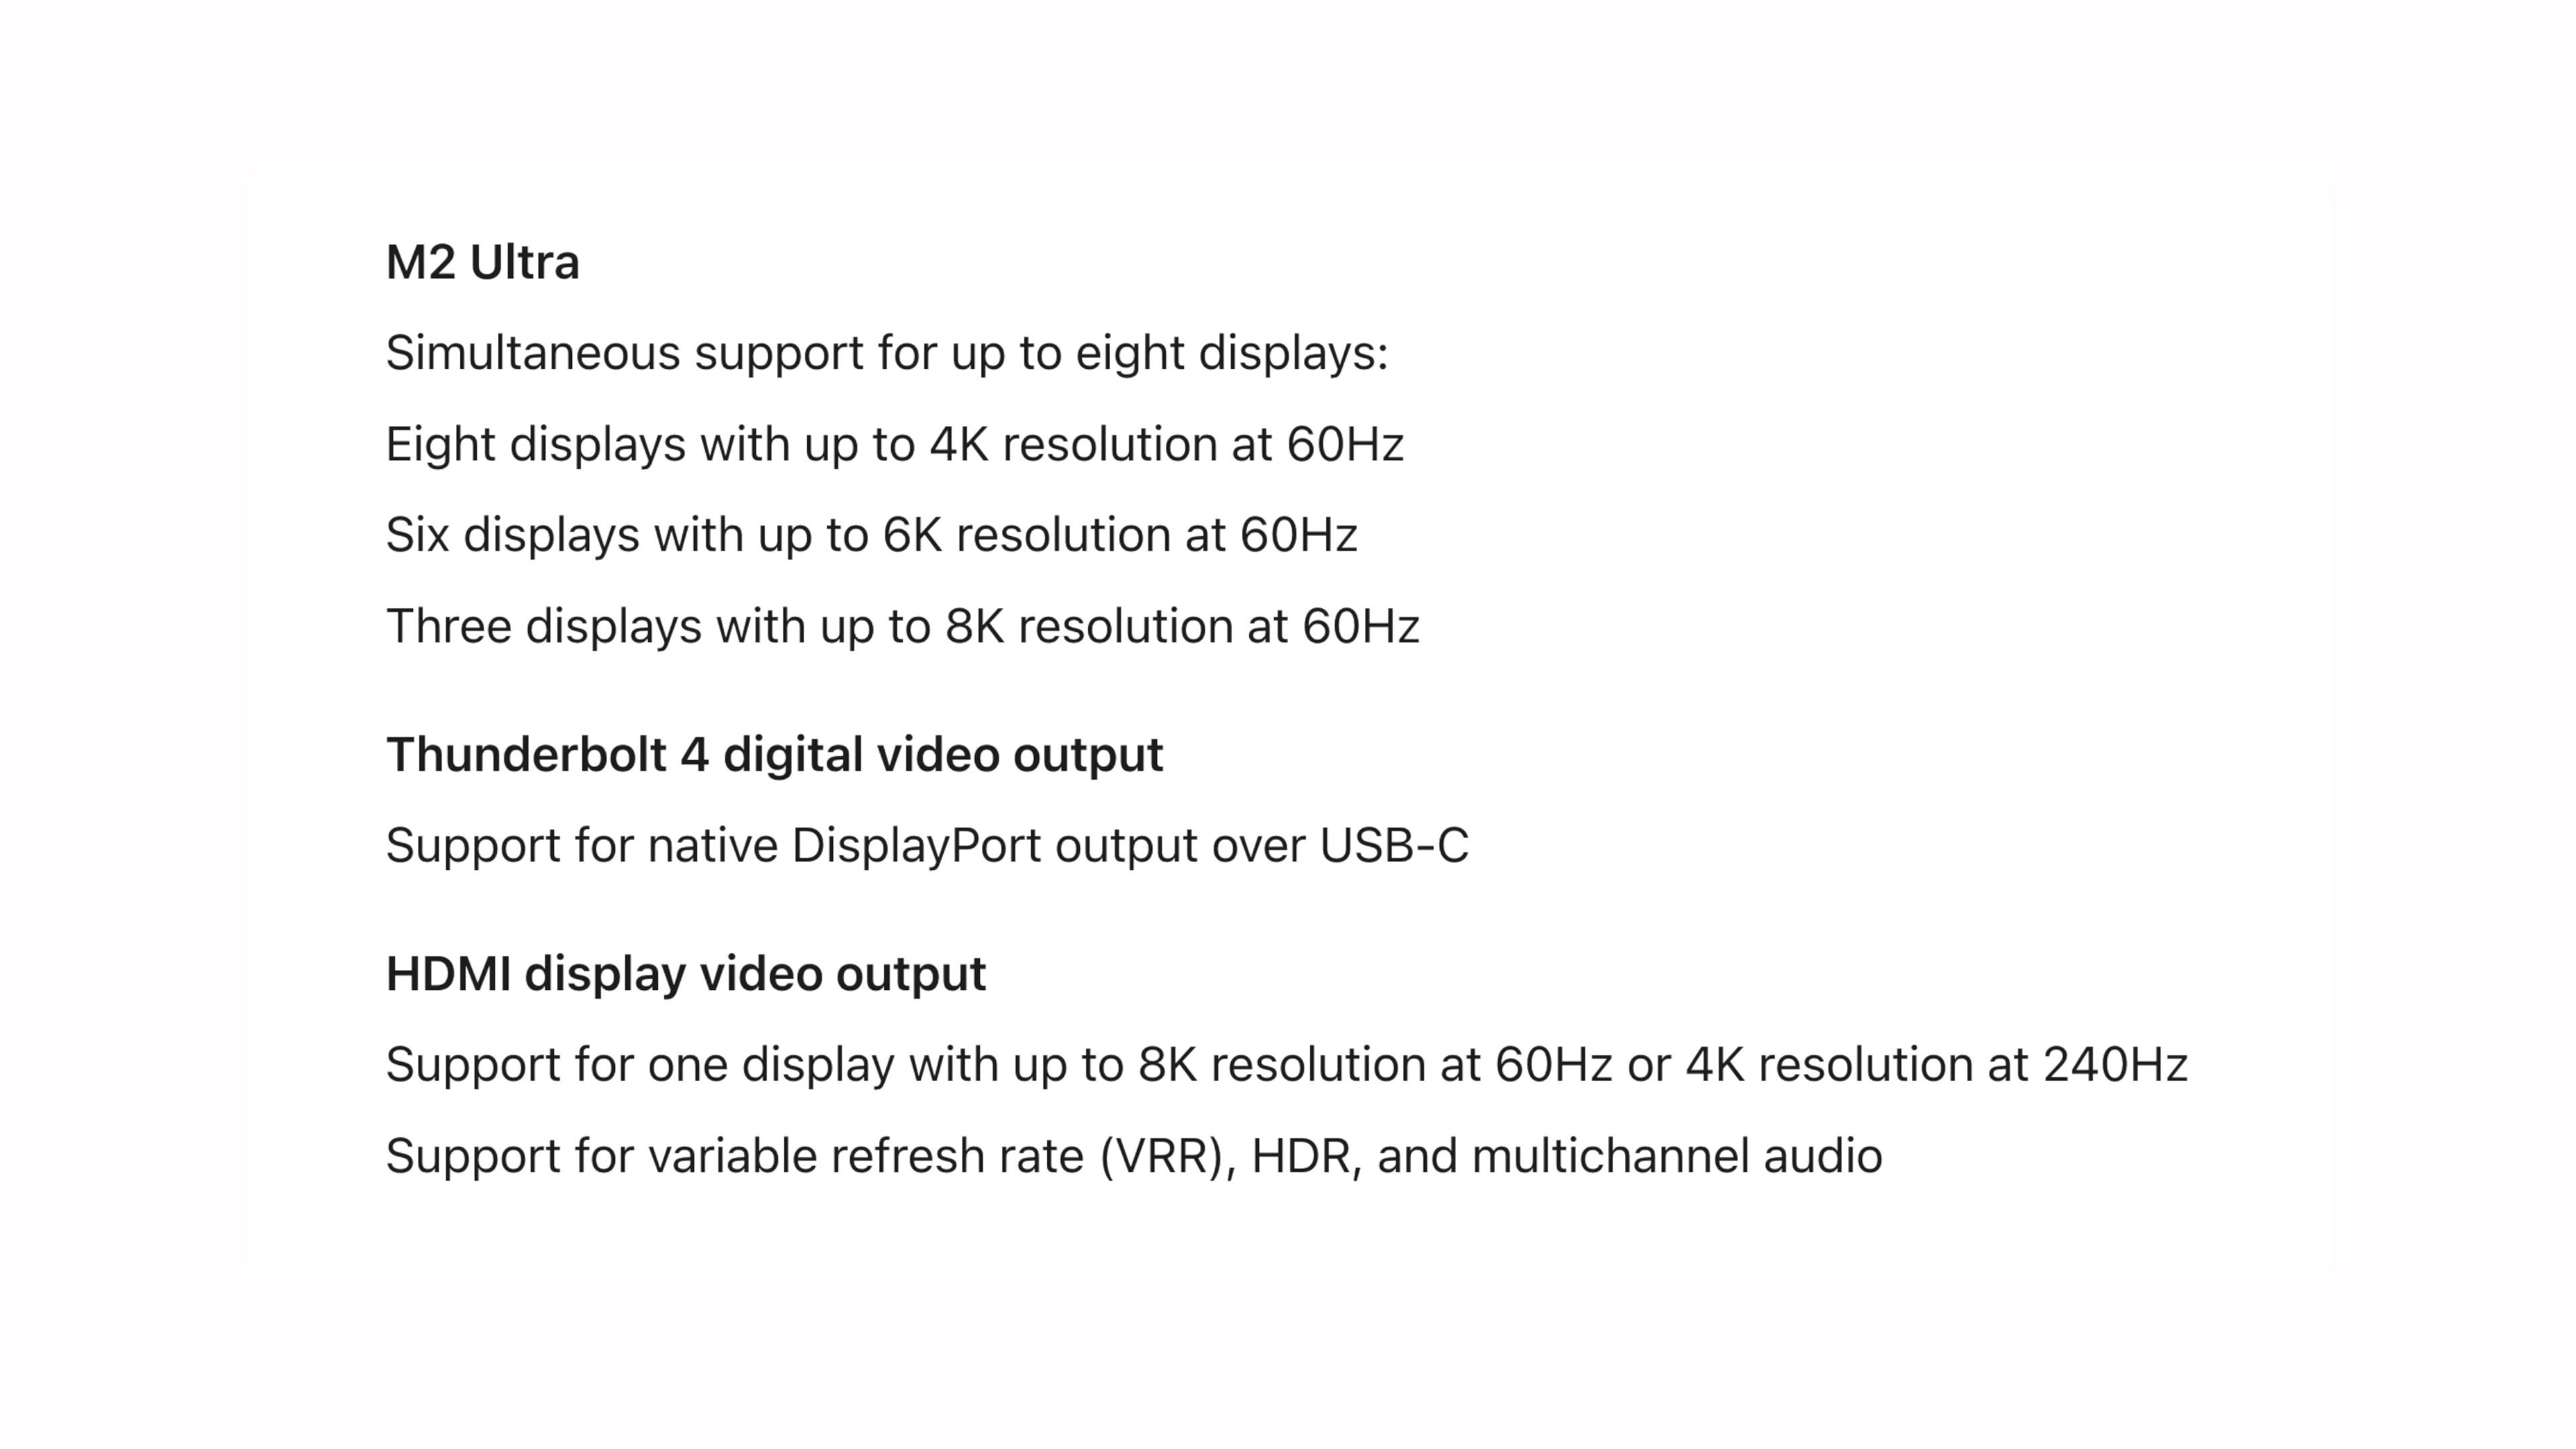 M2 Ultra
Simultaneous support for up to eight displays:
Eight displays with up to 4K resolution at 60Hz
Six displays with up to 6K resolution at 60Hz
Three displays with up to 8K resolution at 60Hz
Thunderbolt 4 digital video output
Support for native DisplayPort output over USB-C
HDMI display video output
Support for one display with up to 8K resolution at 60Hz or 4K resolution at 240Hz
Support for variable refresh rate (VRR), HDR, and multichannel audio